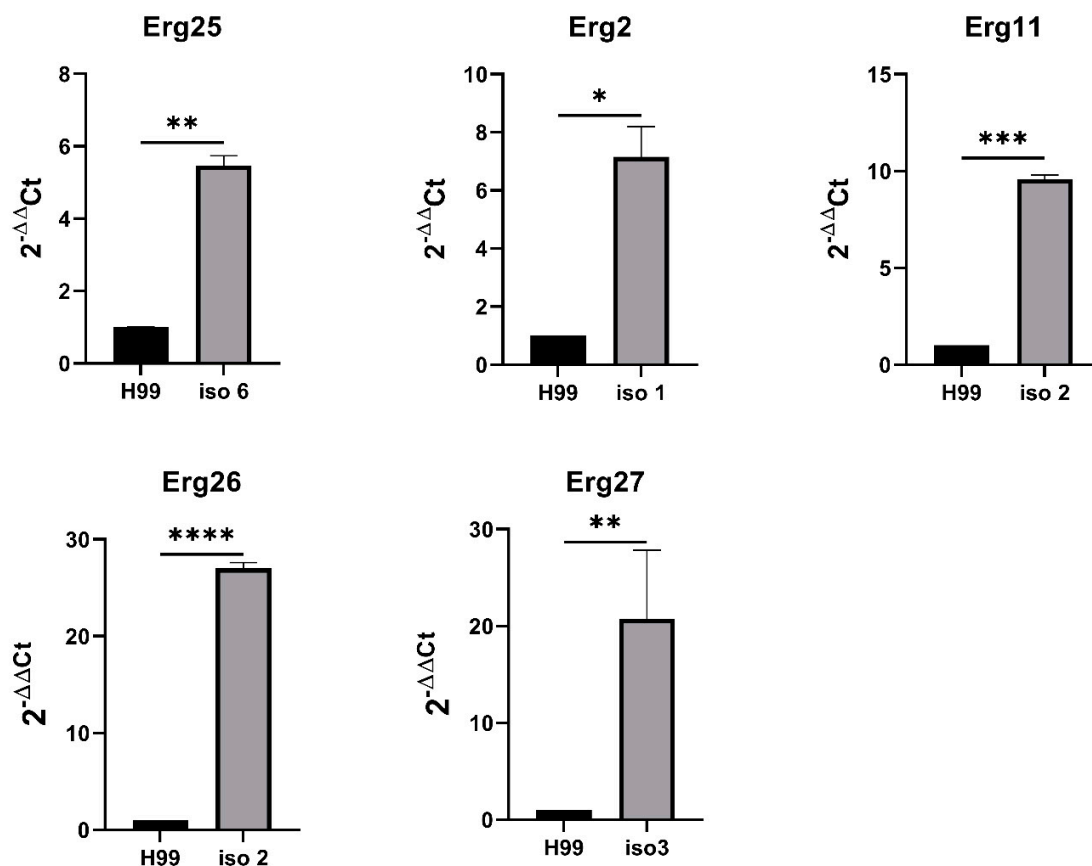 Erg25
2^-ΔΔCt
8
6
4
2
0
**
H99
iso 6
Erg2
2^-ΔΔCt
10
8
6
4
2
0
*
H99
iso 1
Erg11
2^-ΔΔCt
15
10
5
0
***
H99
iso 2
Erg26
2^-ΔΔCt
30
20
10
0
****
H99
iso 2
Erg27
2^-ΔΔCt
30
20
10
0
**
H99
iso3